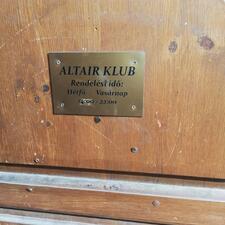 ALTAIR KLUB
Rendelési idő:
Hétfő Vasárnap